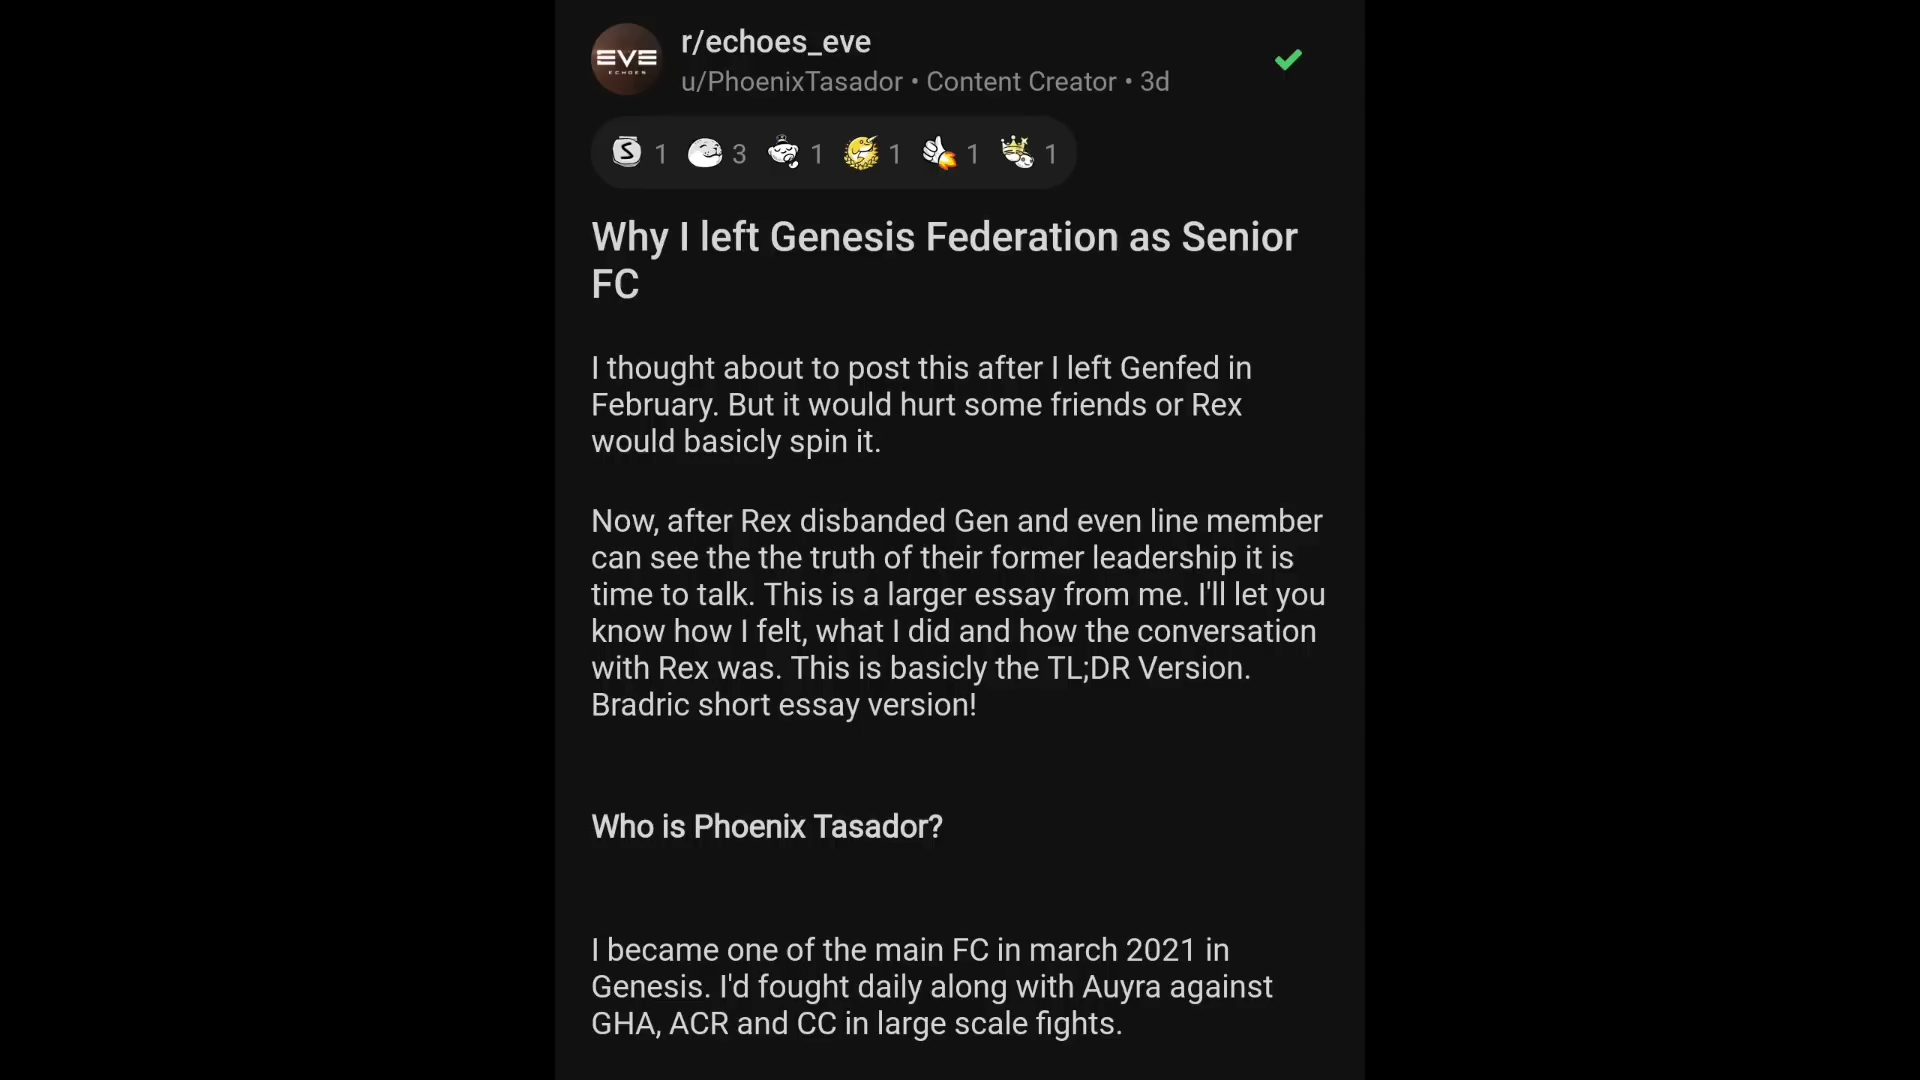 EVE
ECHOES
r/echoes_eve
u/PhoenixTasador • Content Creator • 3d
S 1 3 1 1 1 1
Why I left Genesis Federation as Senior
FC
I thought about to post this after I left Genfed in
February. But it would hurt some friends or Rex
would basicly spin it.
Now, after Rex disbanded Gen and even line member
can see the the truth of their former leadership it is
time to talk. This is a larger essay from me. I'll let you
know how I felt, what I did and how the conversation
with Rex was. This is basicly the TL;DR Version.
Bradric short essay version!
Who is Phoenix Tasador?
I became one of the main FC in march 2021 in
Genesis. I'd fought daily along with Auyra against
GHA, ACR and CC in large scale fights.